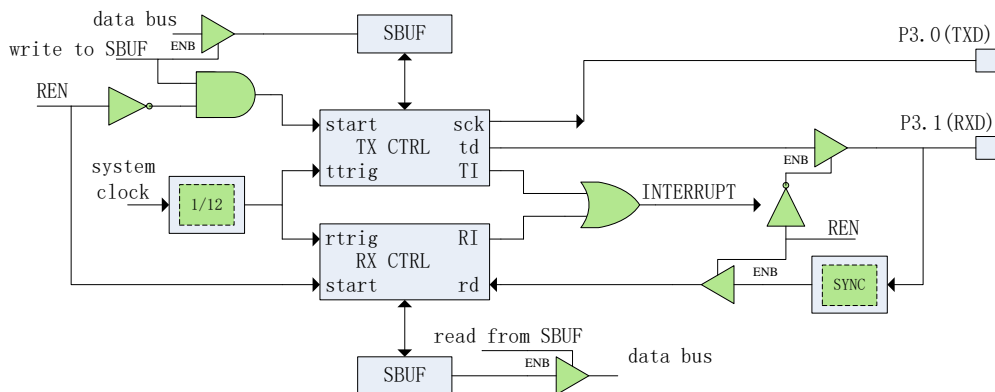 data bus
ENB
SBUF
P3.0(TXD)
write to SBUF
REN
start
sck
TX CTRL
td
ttrig
TI
P3.1(RXD)
ENB
system
clock
1/12
INTERRUPT
rtrig
RI
RX CTRL
start
rd
REN
ENB
SYNC
read from SBUF
ENB
SBUF
data bus